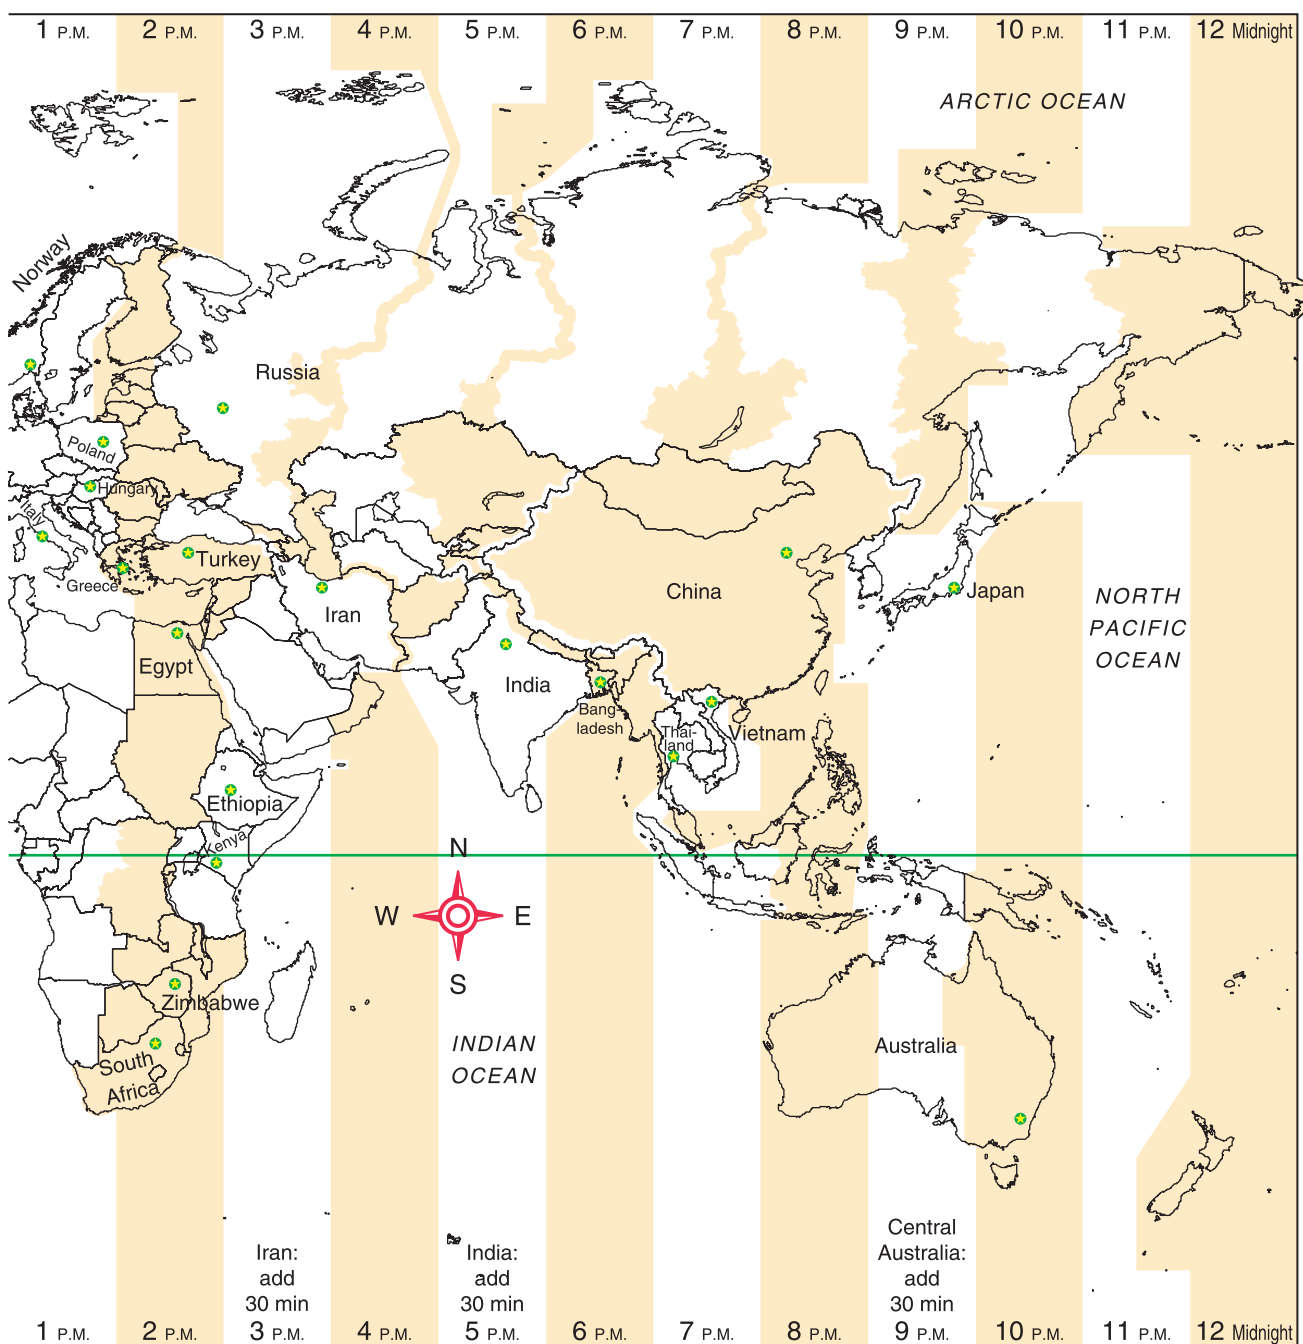 1 P.M. 2 P.M. 3 P.M. 4 P.M. 5 P.M. 6 P.M. 7 P.M. 8 P.M. 9 P.M. 10 P.M. 11 P.M. 12 Midnight
ARCTIC OCEAN
Norway
Russia
Poland
Hungary
Italy
Turkey
Greece
China
Japan
Iran
NORTH
PACIFIC
OCEAN
Egypt
India
Bang-
ladesh
Thai-
land
Vietnam
Ethiopia
Kenya
N
W E
S
Zimbabwe
INDIAN
OCEAN
South
Africa
Australia
Iran:
add
30 min
India:
add
30 min
Central
Australia:
add
30 min
1 P.M. 2 P.M. 3 P.M. 4 P.M. 5 P.M. 6 P.M. 7 P.M. 8 P.M. 9 P.M. 10 P.M. 11 P.M. 12 Midnight